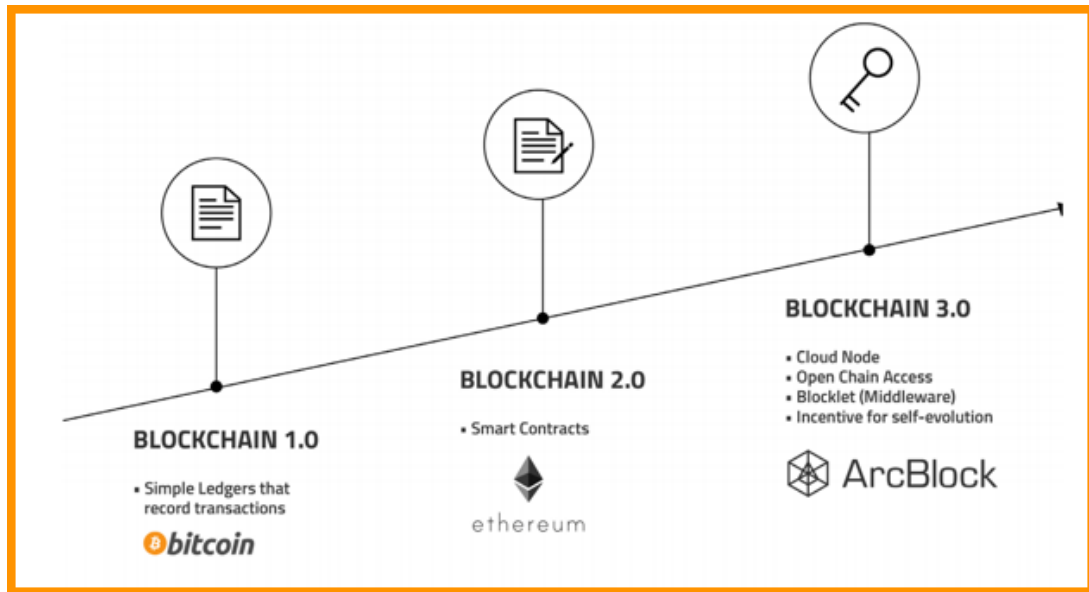 BLOCKCHAIN 1.0
▪ Simple Ledgers that
record transactions
bitcoin
BLOCKCHAIN 2.0
▪ Smart Contracts
ethereum
BLOCKCHAIN 3.0
▪ Cloud Node
▪ Open Chain Access
▪ Blocklet (Middleware)
▪ Incentive for self-evolution
ArcBlock